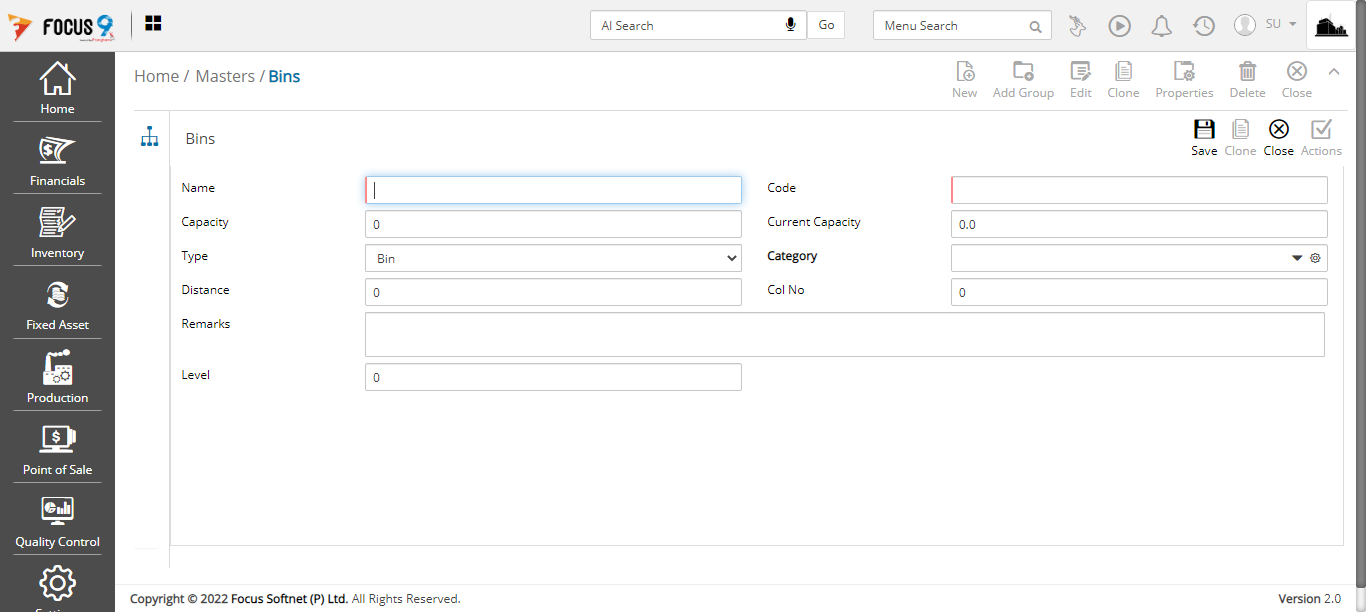 FOCUS 9
AI Search
Go
Menu Search
SU
Home
Financials
Inventory
Fixed Asset
Production
Point of Sale
Quality Control
Home / Masters / Bins
New
Add Group
Edit
Clone
Properties
Delete
Close
Bins
Save
Clone
Close
Actions
Name
Code
Capacity
0
Current Capacity
0.0
Type
Bin
Category
Distance
0
Col No
0
Remarks
Level
0
Copyright © 2022 Focus Softnet (P) Ltd. All Rights Reserved.
Version 2.0